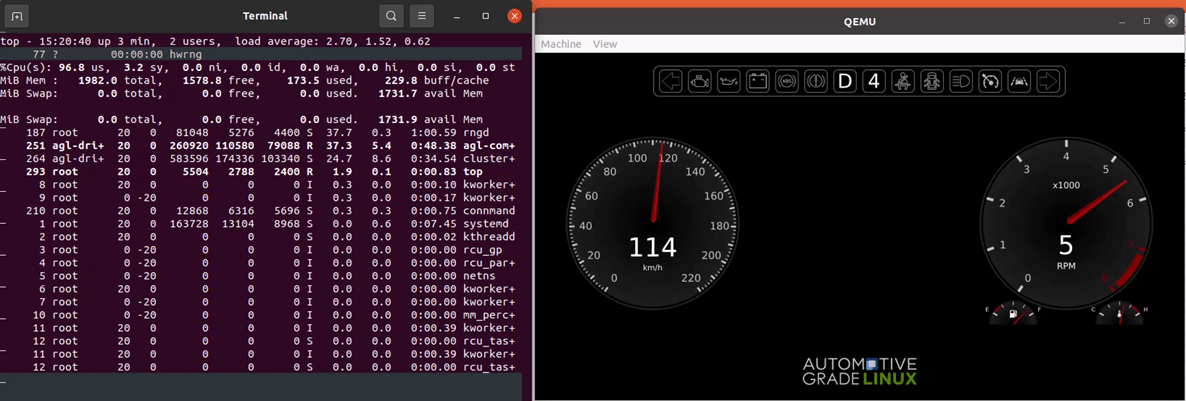 Terminal
top - 15:20:40 up 3 min, 2 users, load average: 2.70, 1.52, 0.62
77 ? 00:00:00 hwrng
%Cpu(s): 96.8 us, 3.2 sy, 0.0 ni, 0.0 id, 0.0 wa, 0.0 hi, 0.0 si, 0.0 st
MiB Mem : 1982.0 total, 1578.8 free, 173.5 used, 229.8 buff/cache
MiB Swap: 0.0 total, 0.0 free, 0.0 used. 1731.7 avail Mem
MiB Swap: 0.0 total, 0.0 free, 0.0 used. 1731.9 avail Mem
187 root 20 0 81048 5276 4400 S 37.7 0.3 1:00.59 rngd
251 agl-dri+ 20 0 260920 110580 79088 R 37.3 5.4 0:48.38 agl-com+
264 agl-dri+ 20 0 583596 174336 103340 S 24.7 8.6 0:34.54 cluster+
293 root 20 0 5504 2788 2400 R 1.9 0.1 0:00.83 top
8 root 20 0 0 0 0 I 0.3 0.0 0:00.10 kworker+
9 root 0 -20 0 0 0 I 0.3 0.0 0:00.17 kworker+
210 root 20 0 12868 6316 5696 S 0.3 0.3 0:00.75 connmand
1 root 20 0 163728 13104 8968 S 0.0 0.6 0:07.45 systemd
2 root 20 0 0 0 0 S 0.0 0.0 0:00.02 kthreadd
3 root 0 -20 0 0 0 I 0.0 0.0 0:00.00 rcu_gp
4 root 0 -20 0 0 0 I 0.0 0.0 0:00.00 rcu_par+
5 root 0 -20 0 0 0 I 0.0 0.0 0:00.00 netns
6 root 20 0 0 0 0 I 0.0 0.0 0:00.00 kworker+
7 root 0 -20 0 0 0 I 0.0 0.0 0:00.00 kworker+
10 root 0 -20 0 0 0 I 0.0 0.0 0:00.00 mm_perc+
11 root 20 0 0 0 0 I 0.0 0.0 0:00.39 kworker+
12 root 20 0 0 0 0 S 0.0 0.0 0:00.00 rcu_tas+
11 root 20 0 0 0 0 I 0.0 0.0 0:00.39 kworker+
12 root 20 0 0 0 0 S 0.0 0.0 0:00.00 rcu_tas+
QEMU
Machine View
ABS D 4
0 20 40 60 80 100 120 140 160 180 200 220
114
km/h
0 1 2 3 4 5 6 7 8
x1000
5
RPM
E F
C H
AUTOMOTIVE
GRADE LINUX